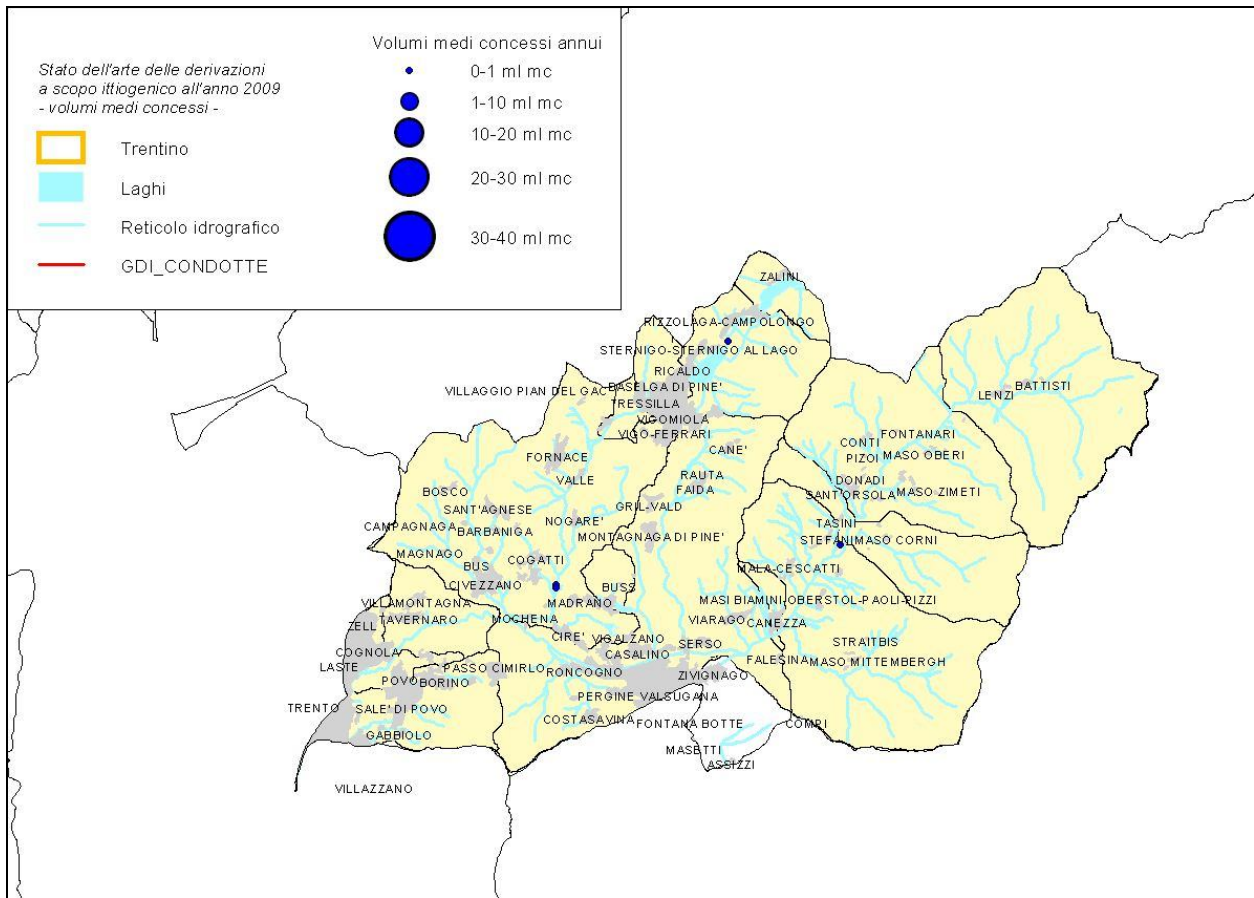 Stato dell'arte delle derivazioni
a scopo ittiogenico all'anno 2009
- volumi medi concessi -
Trentino
Laghi
Reticolo idrografico
GDI_CONDOTTE
Volumi medi concessi annui
0-1 ml mc
1-10 ml mc
10-20 ml mc
20-30 ml mc
30-40 ml mc
ZALINI
RIZZOLAGA-CAMPOLONGO
STERNIGO-STERNIGO AL LAGO
RICALDO
VILLAGGIO PIAN DEL GAC
BASELGA DI PINE'
TRESSILLA
VIGOMIOLA
VIGO-FERRARI
LENZI
BATTISTI
CONTI
FONTANARI
PIZOI
MASO OBERI
CANE'
FORNACE
VALLE
RAUTA
FAIDA
DONADI
SANT'ORSOLA
MASO ZIMETI
BOSCO
SANT'AGNESE
GRIL-VALD
NOGARE'
CAMPAGNAGA
BARBANIGA
MONTAGNAGA DI PINE'
TASINI
STEFANI
MASO CORNI
MAGNAGO
COGATTI
BUS
CIVEZZANO
MALA-CESCATTI
BUSS
VILLAMONTAGNA
MADRANO
MASI BIAMINI-OBERSTOL-PAOLI-PIZZI
TAVERNARO
MOCHENA
VIARAGO
CANEZZA
ZELL
CIRE'
VIGALZANO
SERSO
STRAITBIS
COGNOLA
CASALINO
LASTE
PASSO CIMIRLO
RONCOGNO
FALESINA
MASO MITTEMBERGH
POVO
BORINO
ZIVIGNAGO
PERGINE VALSUGANA
TRENTO
SALE' DI POVO
COSTASAVINA
FONTANA BOTTE
COMPI
GABBIOLO
MASETTI
ASSIZZI
VILLAZZANO